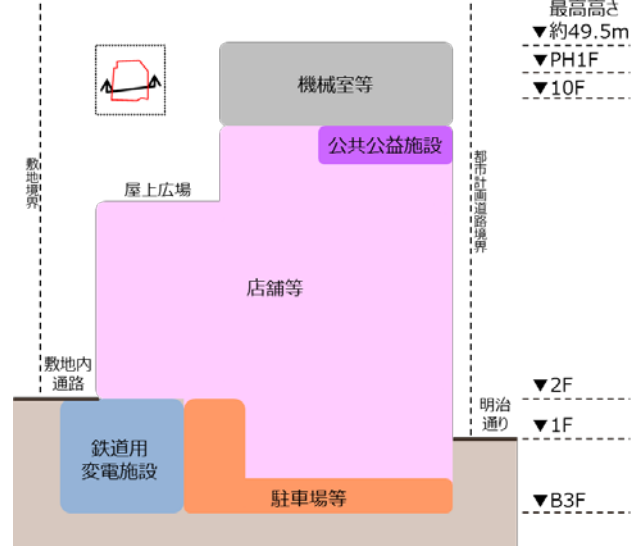 最高高さ
▼約49.5m
▼PH1F
▼10F
機械室等
公共公益施設
敷地境界
都市計画道路境界
屋上広場
店舗等
敷地内
通路
▼2F
明治
通り
▼1F
鉄道用
変電施設
駐車場等
▼B3F